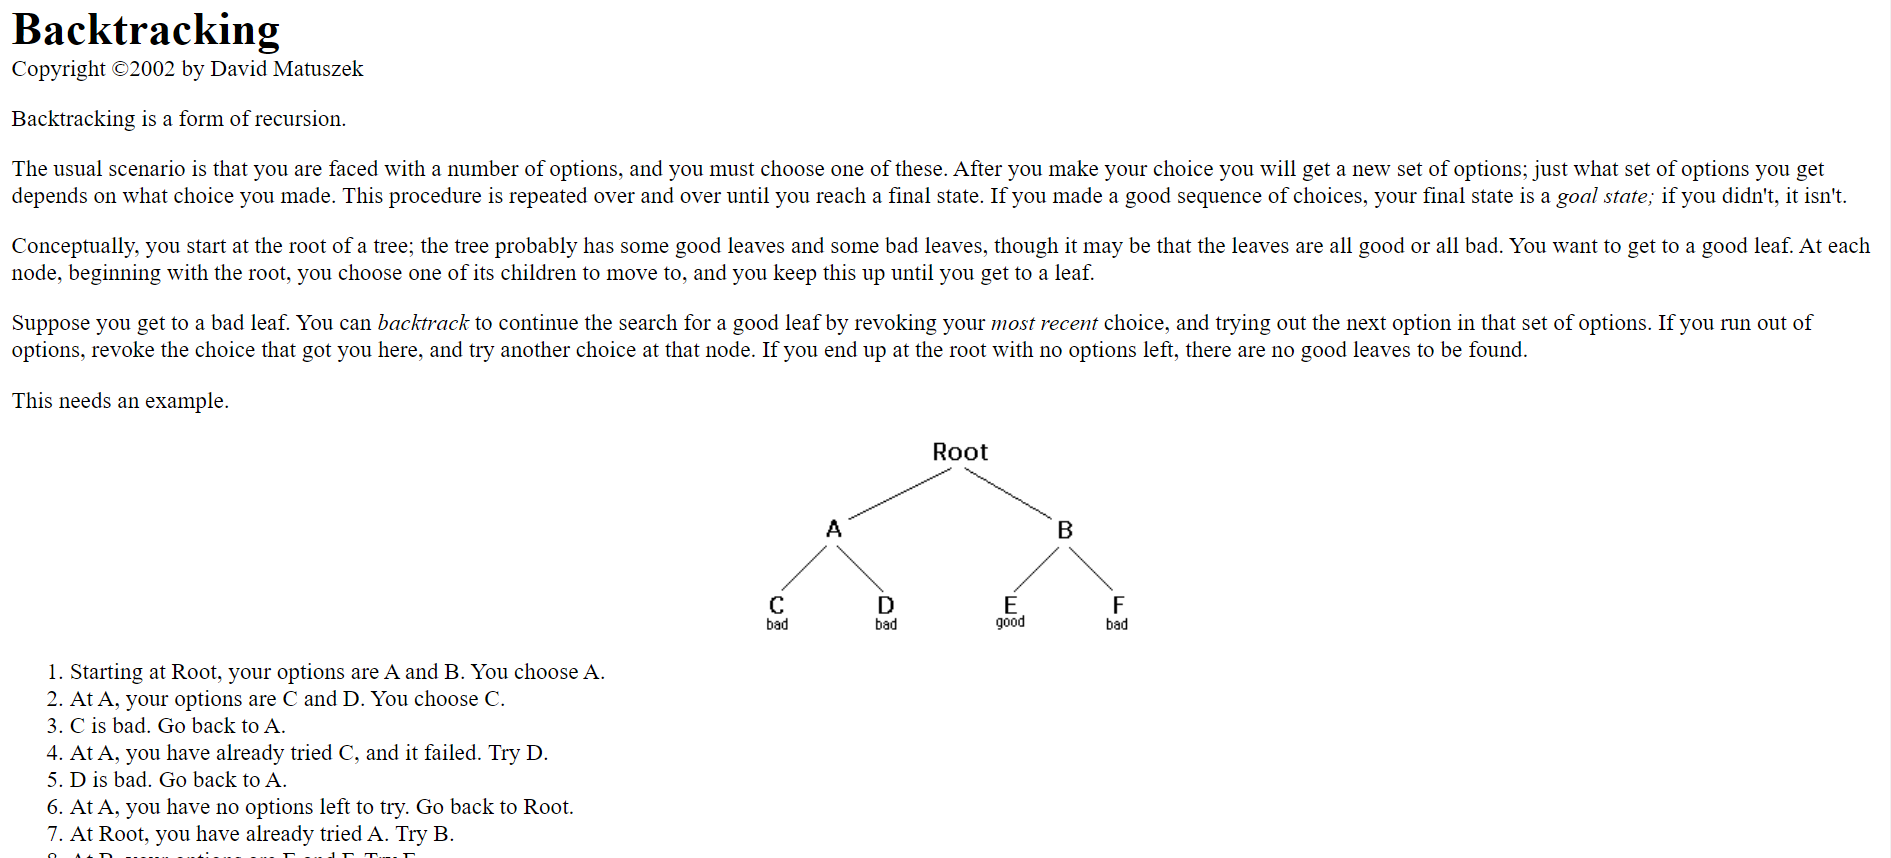 Backtracking
Copyright ©2002 by David Matuszek
Backtracking is a form of recursion.
The usual scenario is that you are faced with a number of options, and you must choose one of these. After you make your choice you will get a new set of options; just what set of options you get
depends on what choice you made. This procedure is repeated over and over until you reach a final state. If you made a good sequence of choices, your final state is a goal state; if you didn't, it isn't.
Conceptually, you start at the root of a tree; the tree probably has some good leaves and some bad leaves, though it may be that the leaves are all good or all bad. You want to get to a good leaf. At each
node, beginning with the root, you choose one of its children to move to, and you keep this up until you get to a leaf.
Suppose you get to a bad leaf. You can backtrack to continue the search for a good leaf by revoking your most recent choice, and trying out the next option in that set of options. If you run out of
options, revoke the choice that got you here, and try another choice at that node. If you end up at the root with no options left, there are no good leaves to be found.
This needs an example.
Root
A B
C D E F
bad bad good bad
1. Starting at Root, your options are A and B. You choose A.
2. At A, your options are C and D. You choose C.
3. C is bad. Go back to A.
4. At A, you have already tried C, and it failed. Try D.
5. D is bad. Go back to A.
6. At A, you have no options left to try. Go back to Root.
7. At Root, you have already tried A. Try B.